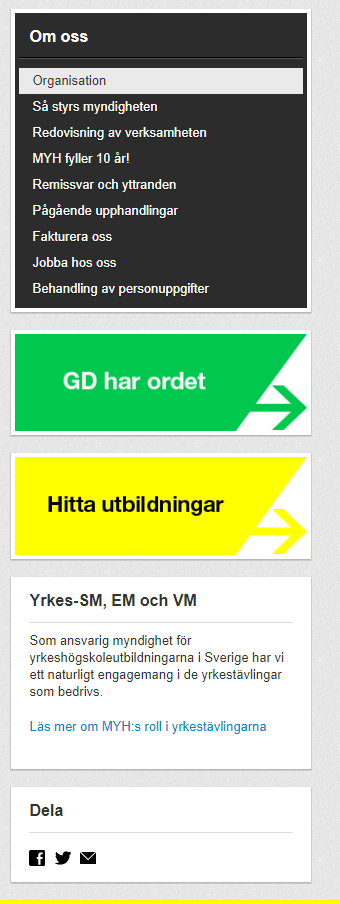 Om oss
Organisation
Så styrs myndigheten
Redovisning av verksamheten
MYH fyller 10 år!
Remissvar och yttranden
Pågående upphandlingar
Fakturera oss
Jobba hos oss
Behandling av personuppgifter
GD har ordet
Hitta utbildningar
Yrkes-SM, EM och VM
Som ansvarig myndighet för
yrkeshögskoleutbildningarna i Sverige har vi
ett naturligt engagemang i de yrkestävlingar
som bedrivs.
Läs mer om MYH:s roll i yrkestävlingarna
Dela